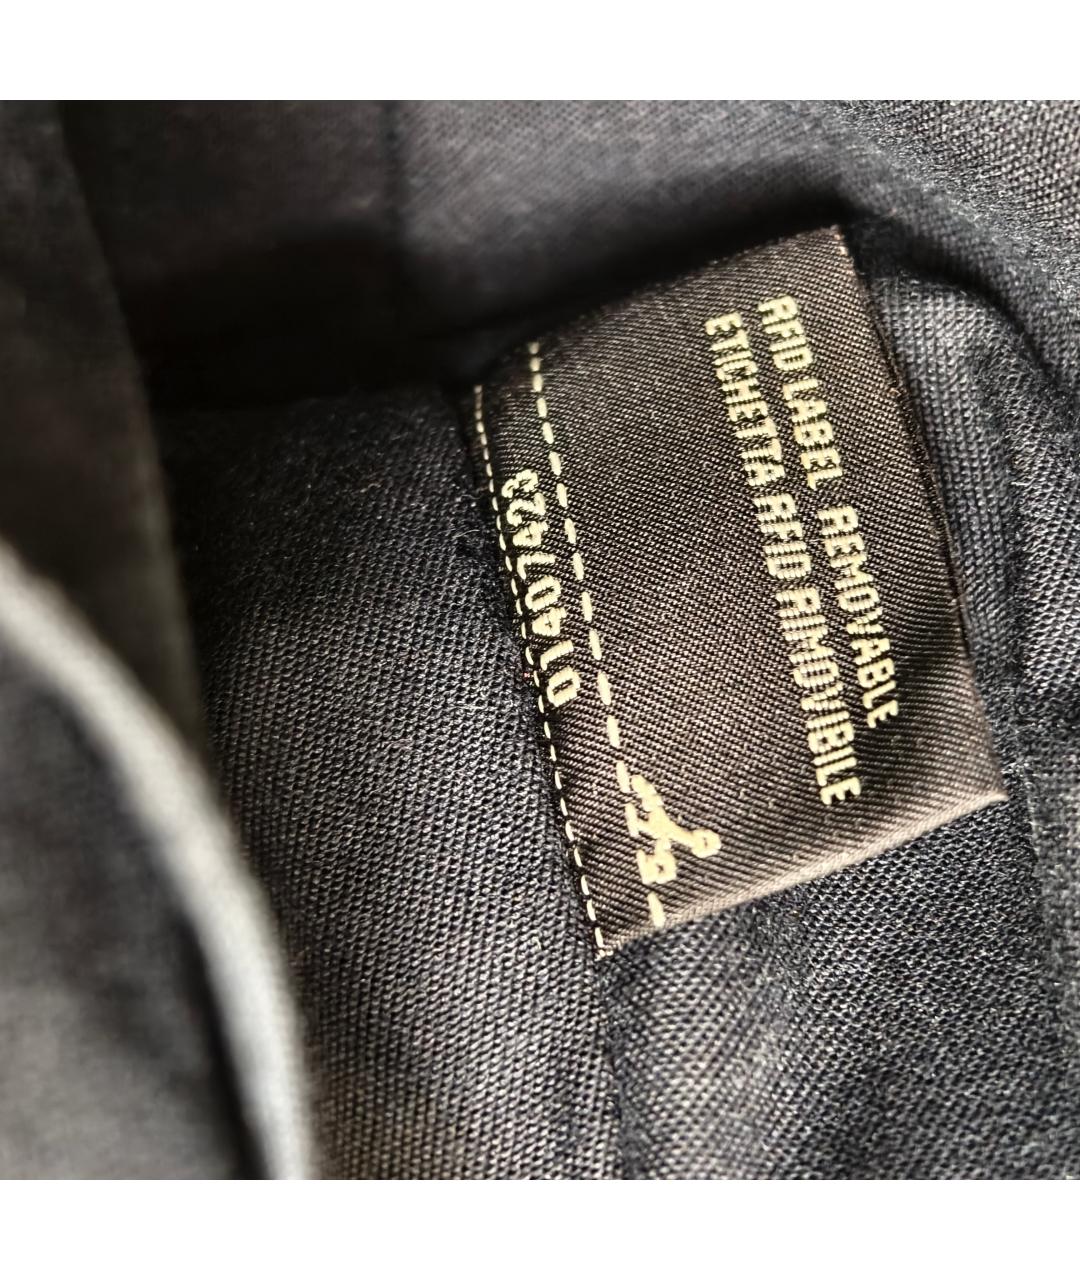 RFID LABEL REMOVABLE
ETICHETTA RFID RIMOVIBILE
01407423